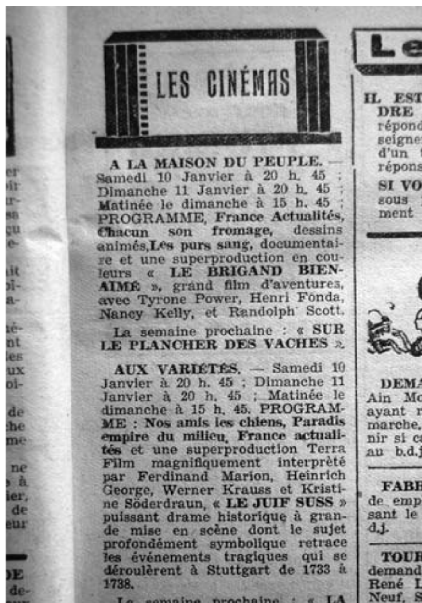 LES CINÉMAS
A LA MAISON DU PEUPLE. —
Samedi 10 Janvier à 20 h. 45 ;
Dimanche 11 Janvier à 20 h. 45 ;
Matinée le dimanche à 15 h. 45 ;
PROGRAMME, France Actualités,
Chacun son fromage, dessins
animés, Les purs sang, documentai-
re et une superproduction en cou-
leurs « LE BRIGAND BIEN-
AIMÉ », grand film d'aventures,
avec Tyrone Power, Henri Fonda,
Nancy Kelly, et Randolph Scott.
La semaine prochaine : « SUR
LE PLANCHER DES VACHES ».
AUX VARIÉTÉS. — Samedi 10
Janvier à 20 h. 45 ; Dimanche 11
Janvier à 20 h. 45 ; Matinée le
dimanche à 15 h. 45. PROGRAM-
ME : Nos amis les chiens, Paradis
empire du milieu, France actuali-
tés et une superproduction Terra
Film magnifiquement interprèté
par Ferdinand Marion, Heinrich
George, Werner Krauss et Kristi-
ne Söderdraun, « LE JUIF SUSS »
puissant drame historique à gran-
de mise en scène dont le sujet
profondément symbolique retrace
les événements tragiques qui se
déroulèrent à Stuttgart de 1733 à
1738.
La semaine prochaine : « LA
Le
IL EST
DRE
répond
seigne
d'un
répons
SI VO
sous
ment
DEMA
Ain Mo
ayant r
marche.
nir si c
au b.d.j
FABR
de emp
sant le
d.j.
TOUR
demand
René L
Neuf, S